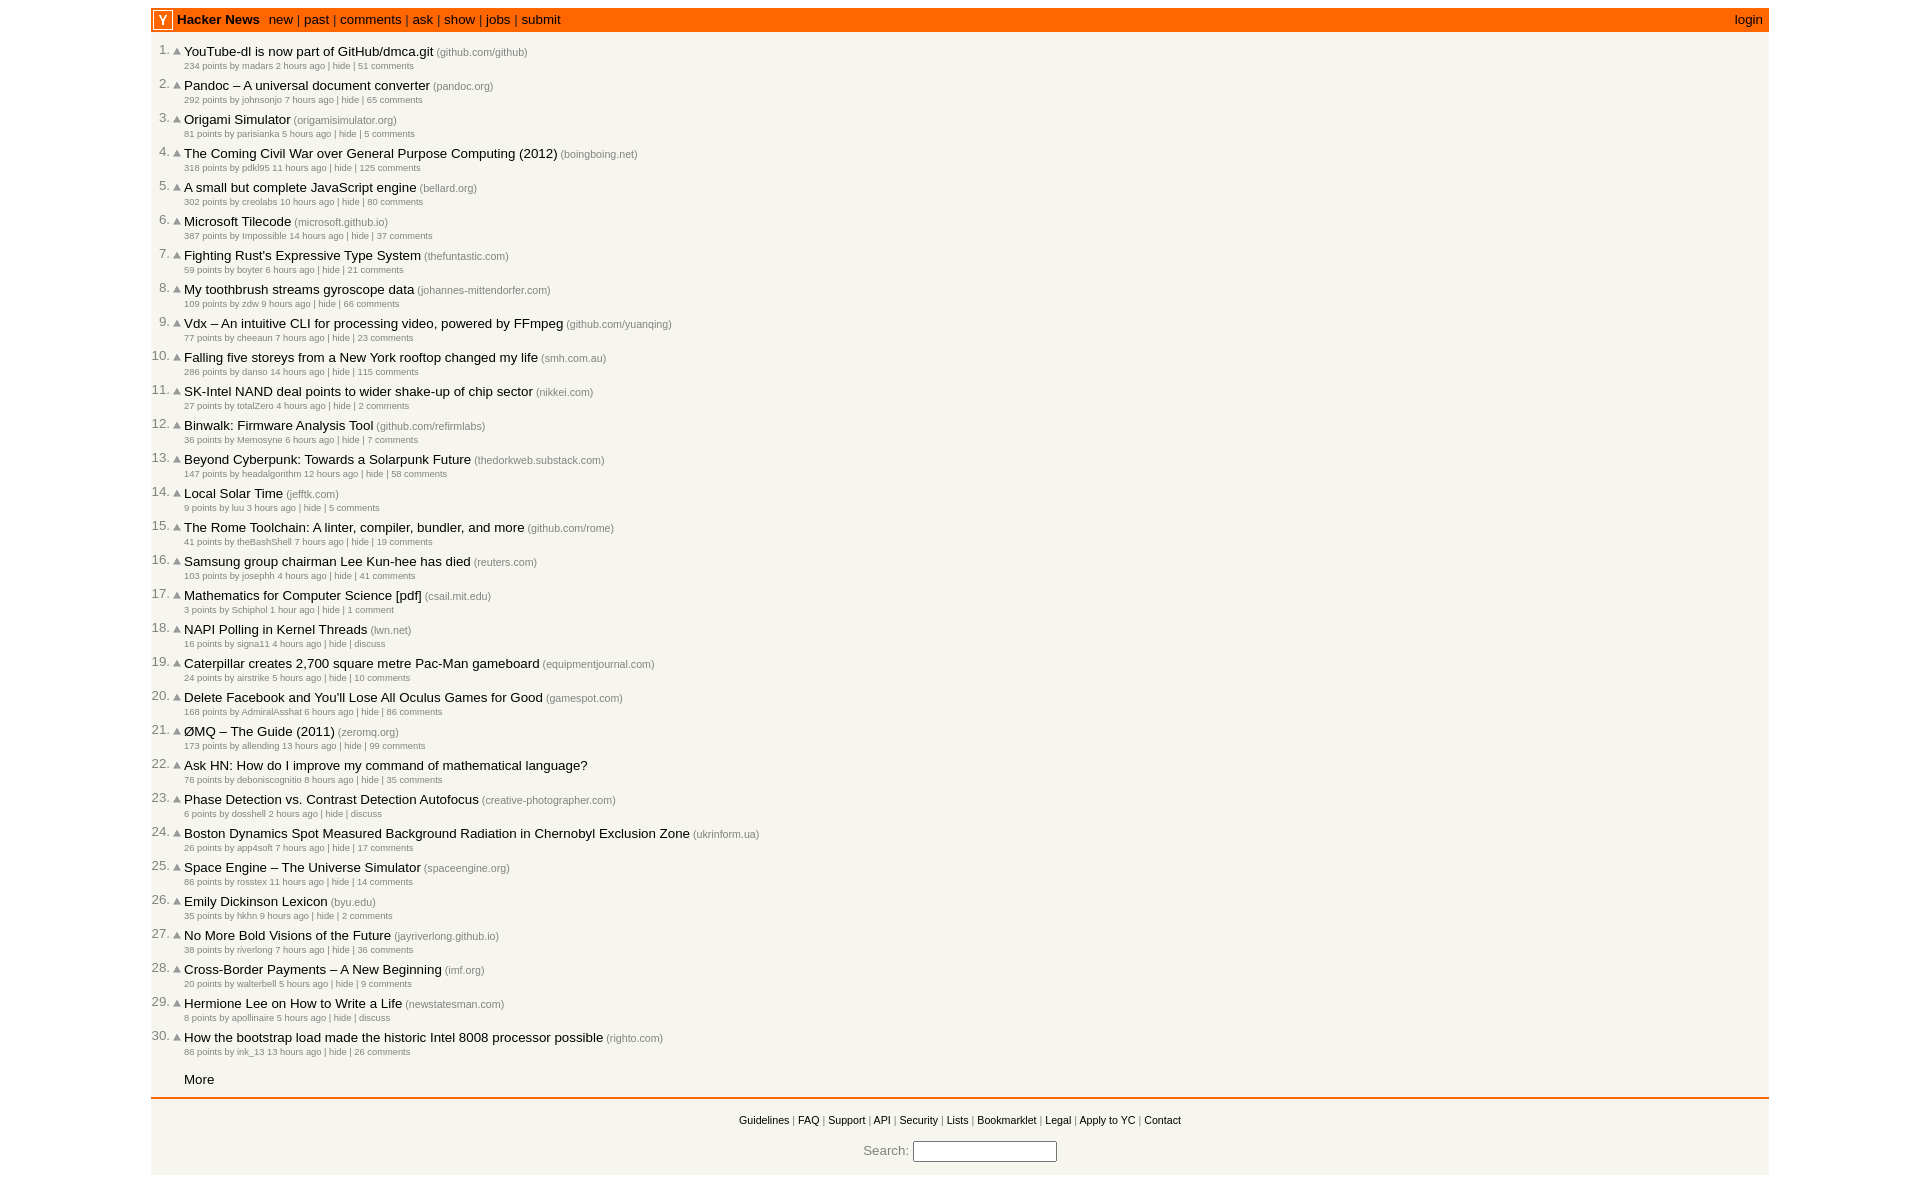 Y Hacker News new | past | comments | ask | show | jobs | submit login
1. YouTube-dl is now part of GitHub/dmca.git (github.com/github)
234 points by madars 2 hours ago | hide | 51 comments
2. Pandoc – A universal document converter (pandoc.org)
292 points by johnsonjo 7 hours ago | hide | 65 comments
3. Origami Simulator (origamisimulator.org)
81 points by parisianka 5 hours ago | hide | 5 comments
4. The Coming Civil War over General Purpose Computing (2012) (boingboing.net)
318 points by pdkl95 11 hours ago | hide | 125 comments
5. A small but complete JavaScript engine (bellard.org)
302 points by creolabs 10 hours ago | hide | 80 comments
6. Microsoft Tilecode (microsoft.github.io)
387 points by Impossible 14 hours ago | hide | 37 comments
7. Fighting Rust's Expressive Type System (thefuntastic.com)
59 points by boyter 6 hours ago | hide | 21 comments
8. My toothbrush streams gyroscope data (johannes-mittendorfer.com)
109 points by zdw 9 hours ago | hide | 66 comments
9. Vdx – An intuitive CLI for processing video, powered by FFmpeg (github.com/yuanqing)
77 points by cheeaun 7 hours ago | hide | 23 comments
10. Falling five storeys from a New York rooftop changed my life (smh.com.au)
286 points by danso 14 hours ago | hide | 115 comments
11. SK-Intel NAND deal points to wider shake-up of chip sector (nikkei.com)
27 points by totalZero 4 hours ago | hide | 2 comments
12. Binwalk: Firmware Analysis Tool (github.com/refirmlabs)
36 points by Memosyne 6 hours ago | hide | 7 comments
13. Beyond Cyberpunk: Towards a Solarpunk Future (thedorkweb.substack.com)
147 points by headalgorithm 12 hours ago | hide | 58 comments
14. Local Solar Time (jefftk.com)
9 points by luu 3 hours ago | hide | 5 comments
15. The Rome Toolchain: A linter, compiler, bundler, and more (github.com/rome)
41 points by theBashShell 7 hours ago | hide | 19 comments
16. Samsung group chairman Lee Kun-hee has died (reuters.com)
103 points by josephh 4 hours ago | hide | 41 comments
17. Mathematics for Computer Science [pdf] (csail.mit.edu)
3 points by Schiphol 1 hour ago | hide | 1 comment
18. NAPI Polling in Kernel Threads (lwn.net)
16 points by signa11 4 hours ago | hide | discuss
19. Caterpillar creates 2,700 square metre Pac-Man gameboard (equipmentjournal.com)
24 points by airstrike 5 hours ago | hide | 10 comments
20. Delete Facebook and You'll Lose All Oculus Games for Good (gamespot.com)
168 points by AdmiralAsshat 6 hours ago | hide | 86 comments
21. ØMQ – The Guide (2011) (zeromq.org)
173 points by allending 13 hours ago | hide | 99 comments
22. Ask HN: How do I improve my command of mathematical language?
76 points by deboniscognitio 8 hours ago | hide | 35 comments
23. Phase Detection vs. Contrast Detection Autofocus (creative-photographer.com)
6 points by dosshell 2 hours ago | hide | discuss
24. Boston Dynamics Spot Measured Background Radiation in Chernobyl Exclusion Zone (ukrinform.ua)
26 points by app4soft 7 hours ago | hide | 17 comments
25. Space Engine – The Universe Simulator (spaceengine.org)
86 points by rosstex 11 hours ago | hide | 14 comments
26. Emily Dickinson Lexicon (byu.edu)
35 points by hkhn 9 hours ago | hide | 2 comments
27. No More Bold Visions of the Future (jayriverlong.github.io)
38 points by riverlong 7 hours ago | hide | 36 comments
28. Cross-Border Payments – A New Beginning (imf.org)
20 points by walterbell 5 hours ago | hide | 9 comments
29. Hermione Lee on How to Write a Life (newstatesman.com)
8 points by apollinaire 5 hours ago | hide | discuss
30. How the bootstrap load made the historic Intel 8008 processor possible (righto.com)
86 points by ink_13 13 hours ago | hide | 26 comments
More
Guidelines | FAQ | Support | API | Security | Lists | Bookmarklet | Legal | Apply to YC | Contact
Search: